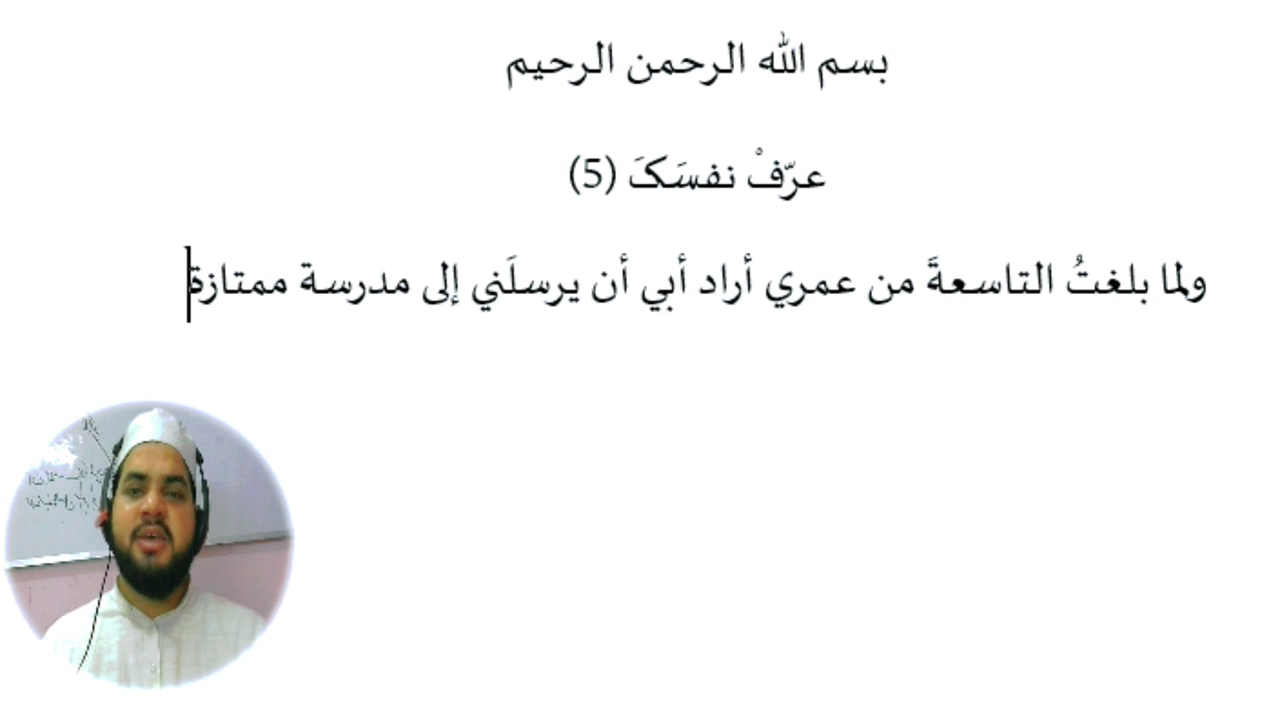 بسم الله الرحمن الرحيم
عرّفْ نفسَکَ (5)
ولما بلغتُ التاسعةَ من عمري أراد أبي أن يرسلَني إلى مدرسة ممتازة